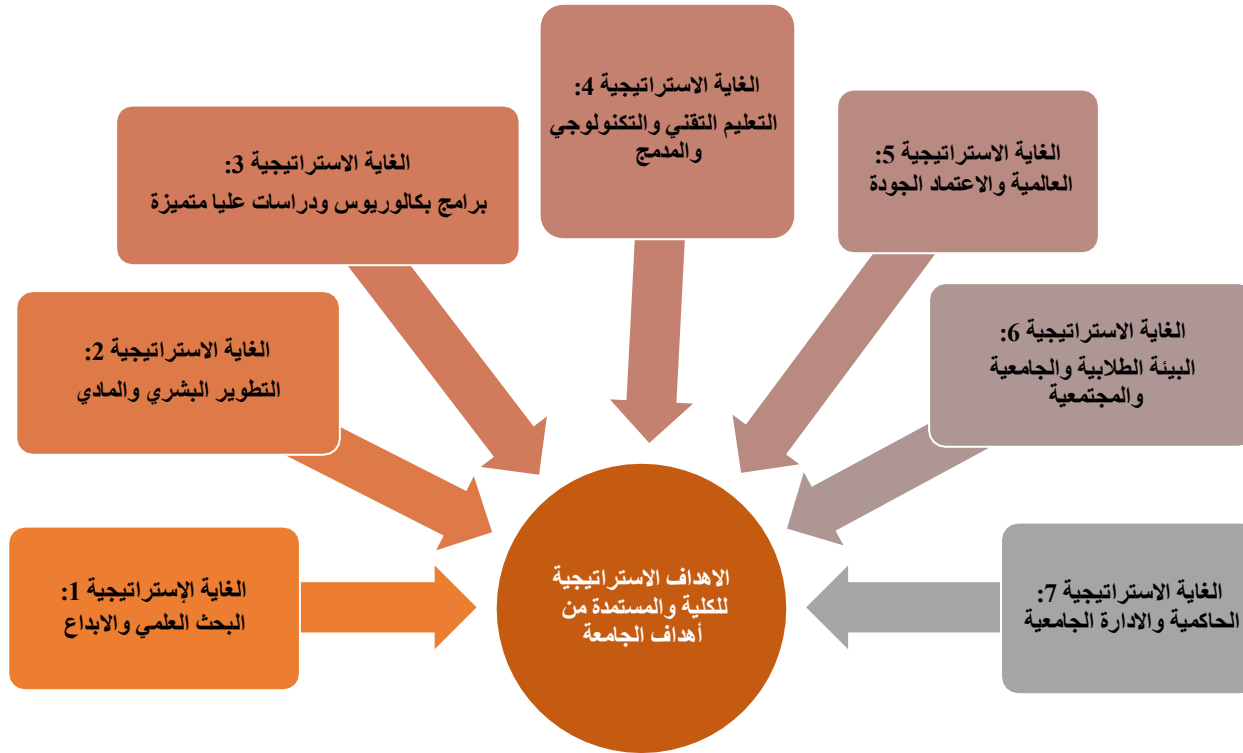 الغاية الإستراتيجية 1:
البحث العلمي والابداع
الغاية الاستراتيجية 2:
التطوير البشري والمادي
الغاية الاستراتيجية 3:
برامج بكالوريوس ودراسات عليا متميزة
الغاية الاستراتيجية 4:
التعليم التقني والتكنولوجي
والمدمج
الغاية الاستراتيجية 5:
العالمية والاعتماد الجودة
الغاية الاستراتيجية 6:
البيئة الطلابية والجامعية
والمجتمعية
الغاية الاستراتيجية 7:
الحاكمية والادارة الجامعية
الاهداف الاستراتيجية
للكلية والمستمدة من
أهداف الجامعة